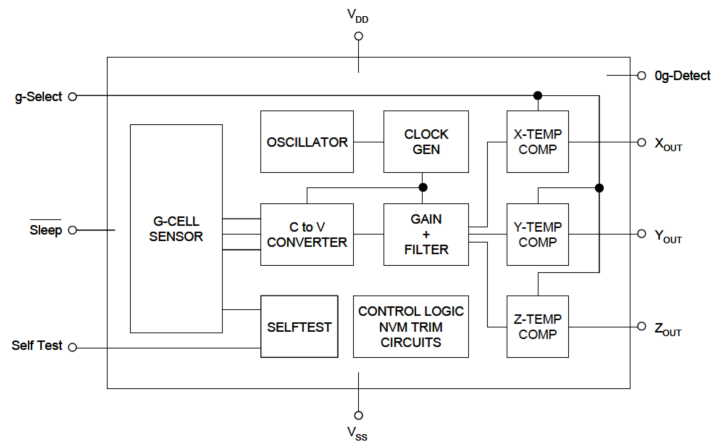 VDD
0g-Detect
g-Select
OSCILLATOR
CLOCK
GEN
X-TEMP
COMP
XOUT
G-CELL
SENSOR
Sleep
C to V
CONVERTER
GAIN
+
FILTER
Y-TEMP
COMP
YOUT
SELFTEST
CONTROL LOGIC
NVM TRIM
CIRCUITS
Z-TEMP
COMP
ZOUT
Self Test
VSS